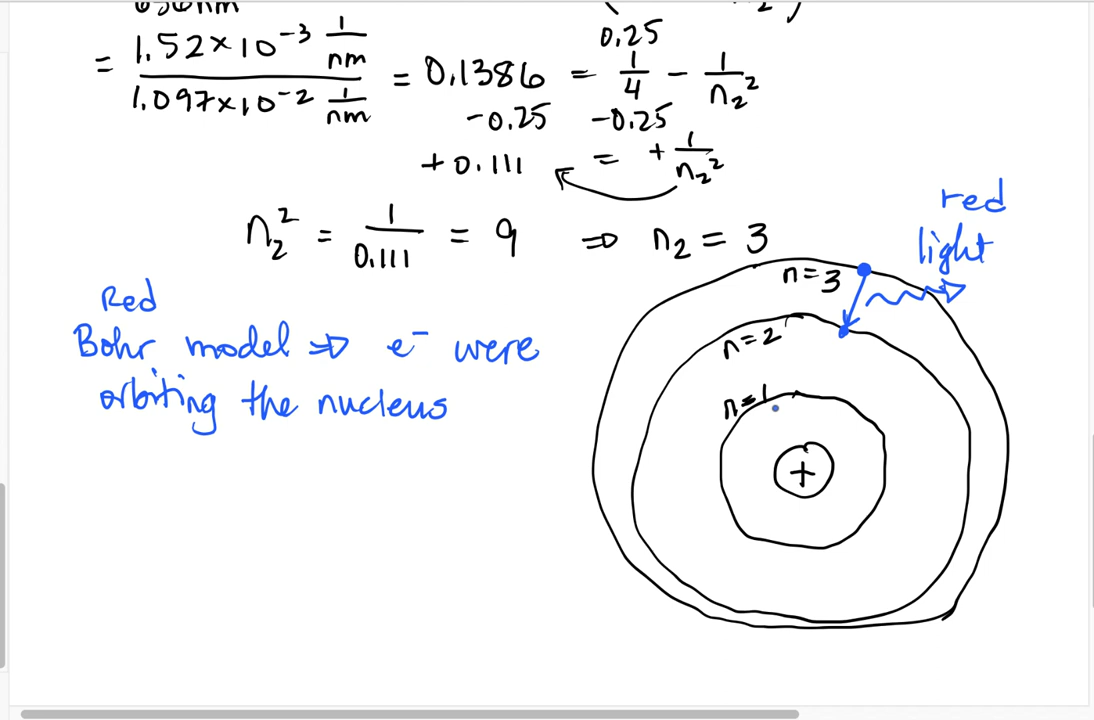 = 1.52×10⁻³ 1/nm / 1.097×10⁻² 1/nm = 0.1386 = 1/4 − 1/n₂²
0.25
-0.25 -0.25
+0.111 = +1/n₂²
n₂² = 1/0.111 = 9 ⇒ n₂ = 3
red
light
n=3
n=2
n=1
+
Red
Bohr model ⇒ e⁻ were
orbiting the nucleus